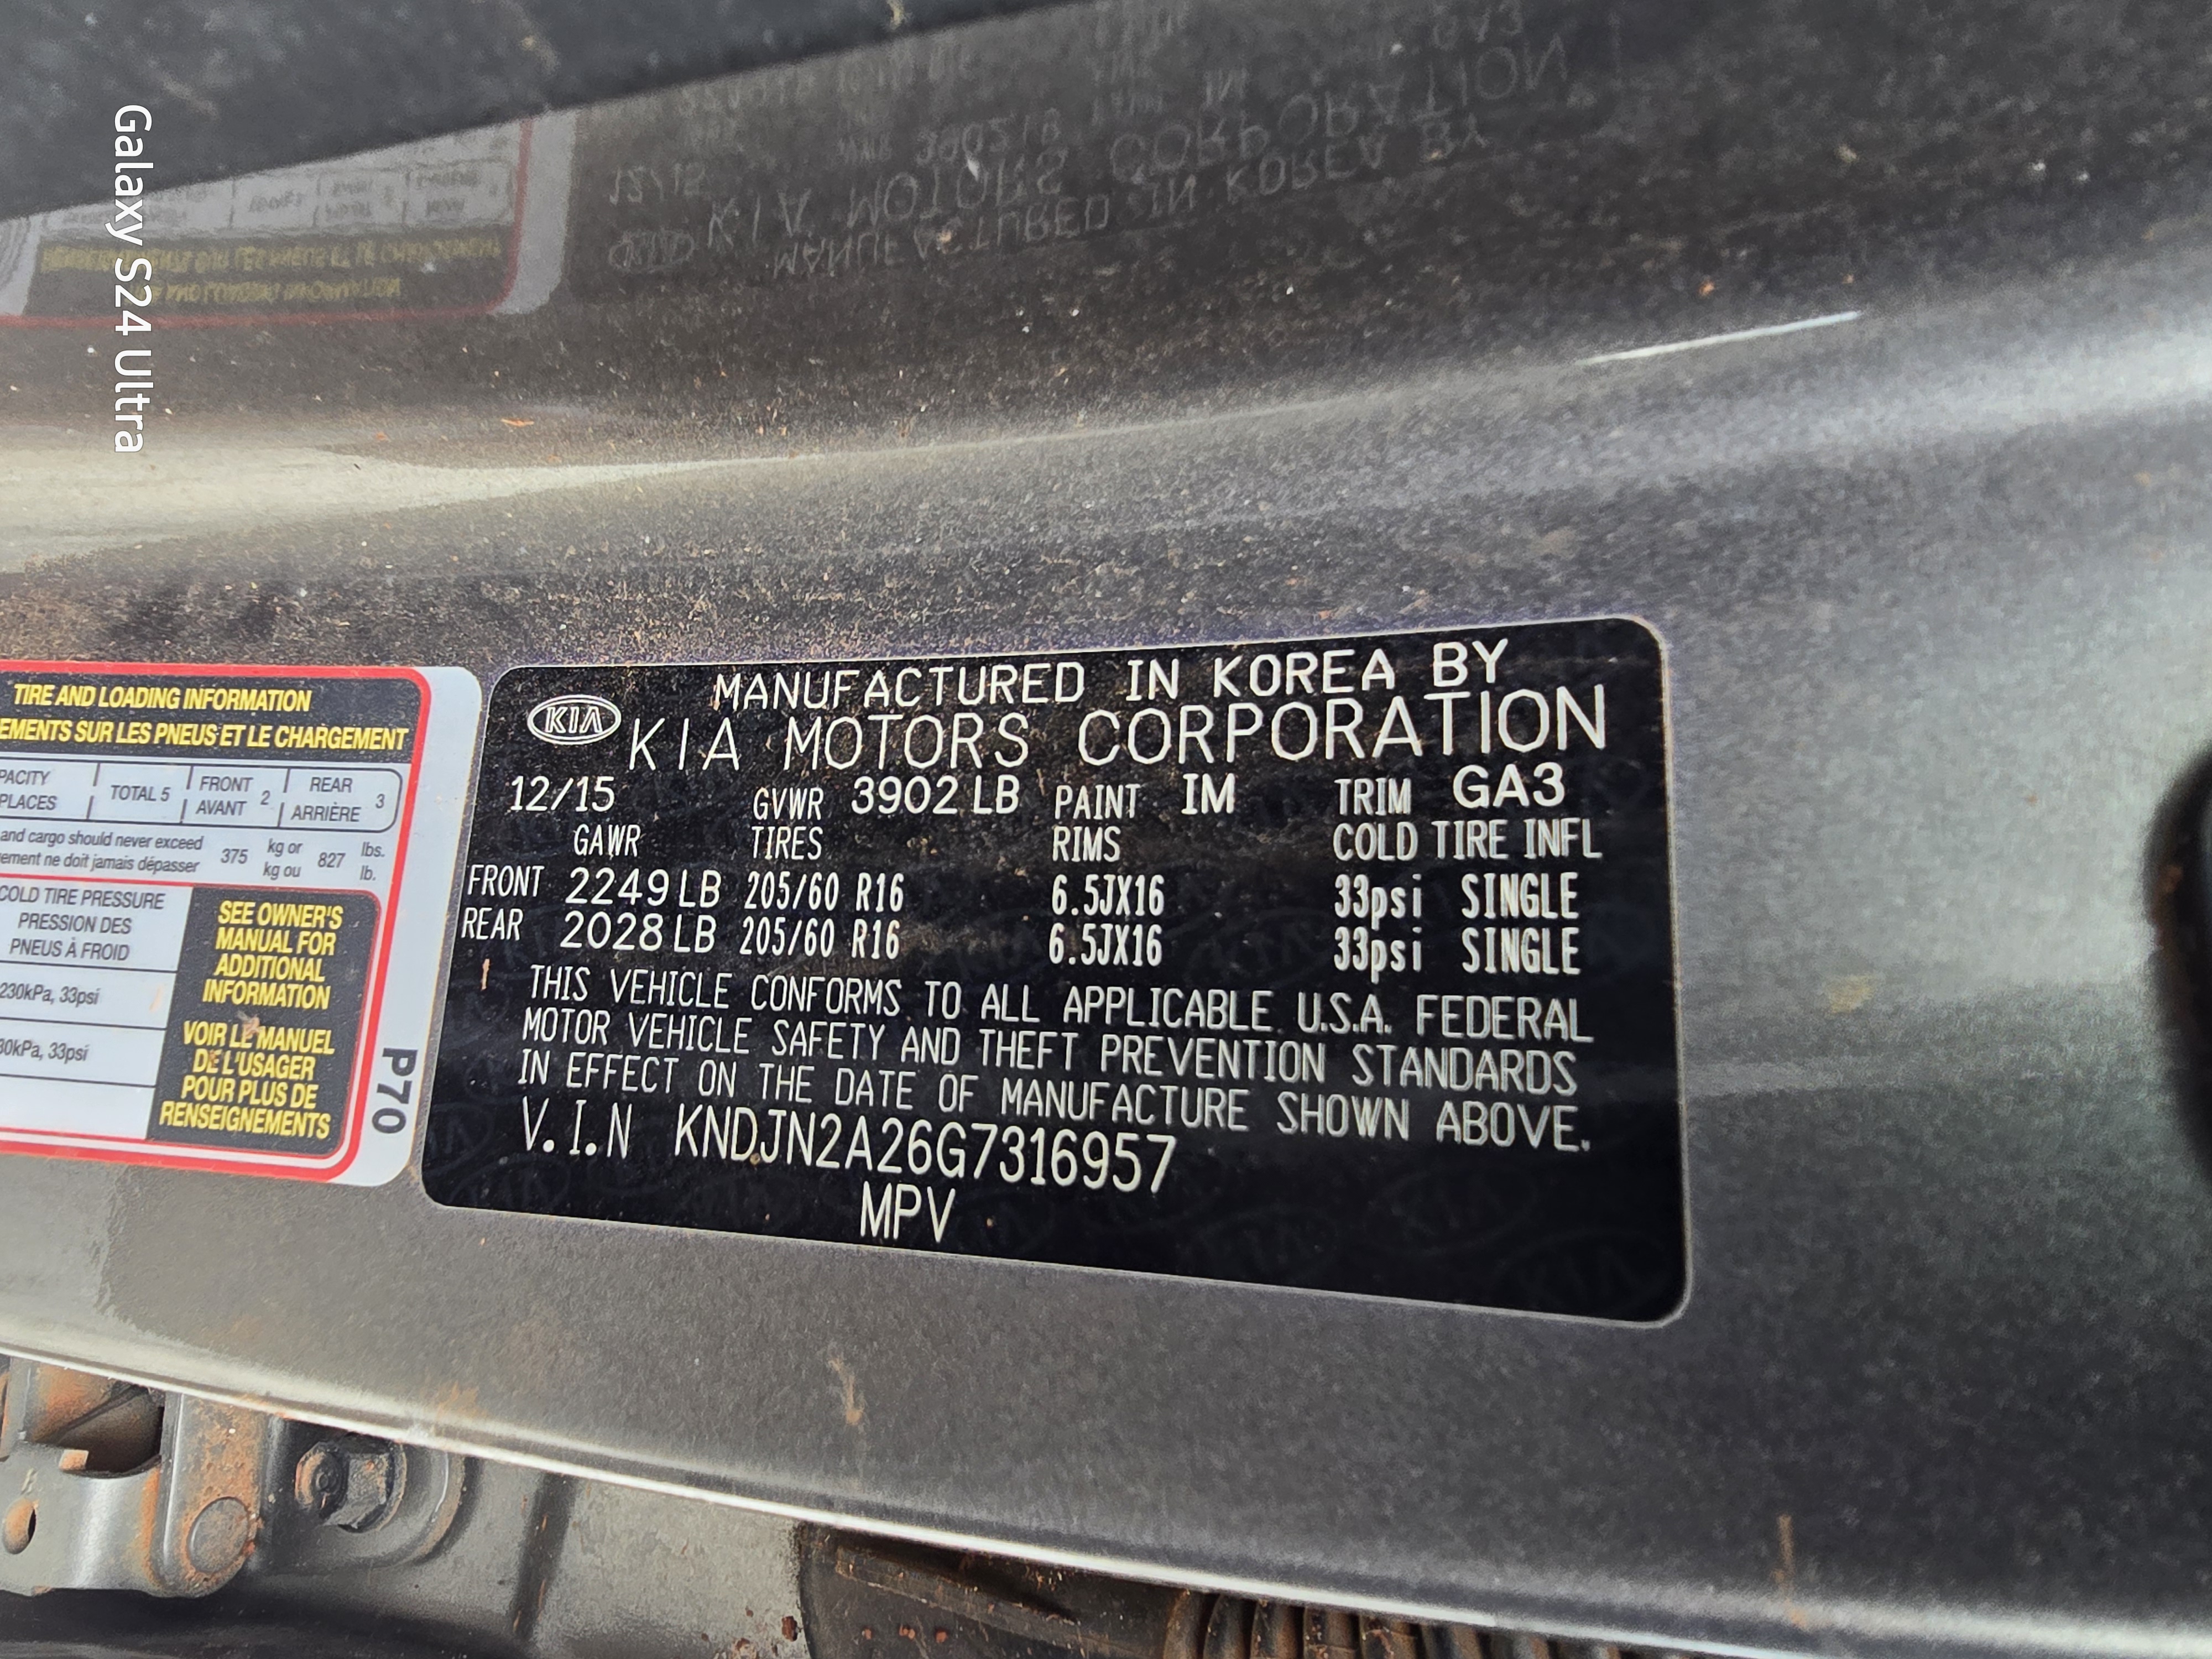 Galaxy S24 Ultra
TIRE AND LOADING INFORMATION
EMENTS SUR LES PNEUS ET LE CHARGEMENT
PACITY TOTAL 5 FRONT 2 REAR 3
PLACES AVANT ARRIÈRE
and cargo should never exceed 375 kg or 827 lbs.
ement ne doit jamais dépasser kg ou lb.
COLD TIRE PRESSURE
PRESSION DES
PNEUS À FROID
230kPa, 33psi
30kPa, 33psi
SEE OWNER'S
MANUAL FOR
ADDITIONAL
INFORMATION
VOIR LE MANUEL
DE L'USAGER
POUR PLUS DE
RENSEIGNEMENTS
P70
MANUFACTURED IN KOREA BY
KIA KIA MOTORS CORPORATION
12/15 GVWR 3902 LB PAINT IM TRIM GA3
GAWR TIRES RIMS COLD TIRE INFL
FRONT 2249 LB 205/60 R16 6.5JX16 33psi SINGLE
REAR 2028 LB 205/60 R16 6.5JX16 33psi SINGLE
THIS VEHICLE CONFORMS TO ALL APPLICABLE U.S.A. FEDERAL
MOTOR VEHICLE SAFETY AND THEFT PREVENTION STANDARDS
IN EFFECT ON THE DATE OF MANUFACTURE SHOWN ABOVE.
V.I.N KNDJN2A26G7316957
MPV